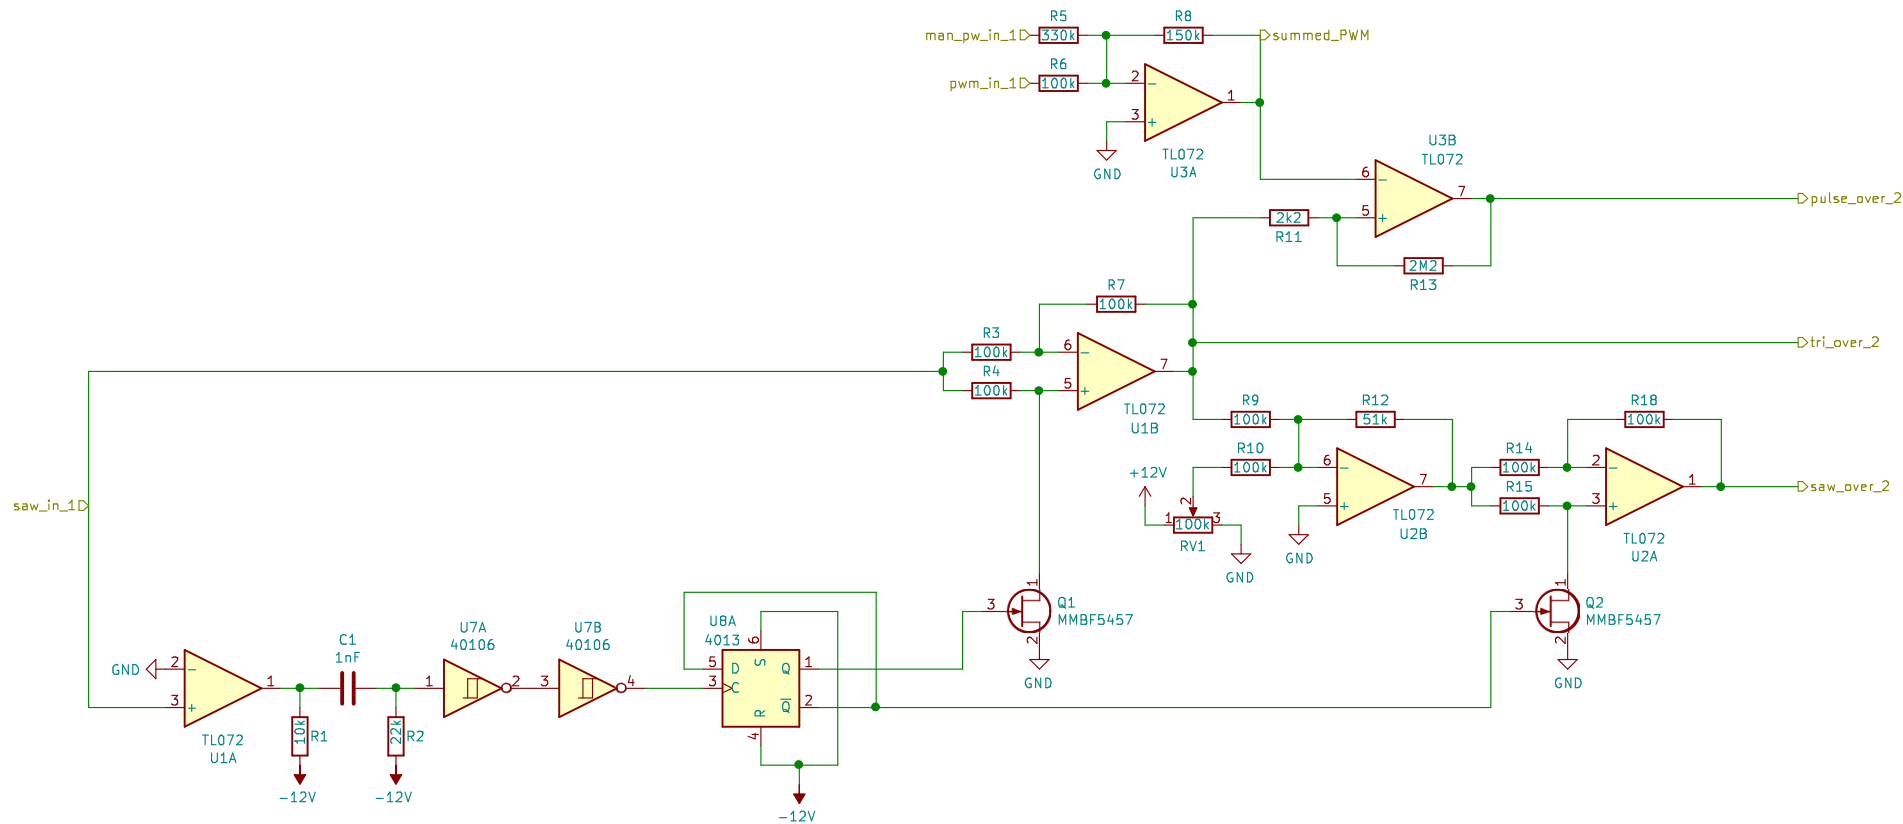 R5
R8
man_pw_in_1
330k
150k
summed_PWM
R6
pwm_in_1
100k
2
3
1
−
+
TL072
U3A
GND
U3B
TL072
6
5
7
−
+
pulse_over_2
2k2
R11
2M2
R13
R7
100k
R3
100k
R4
100k
6
5
7
−
+
TL072
U1B
tri_over_2
R9
100k
R12
51k
R10
100k
+12V
2
1
100k
3
RV1
GND
6
5
7
−
+
TL072
U2B
GND
R18
100k
R14
100k
R15
100k
2
3
1
−
+
TL072
U2A
saw_over_2
saw_in_1
GND
2
3
1
−
+
TL072
U1A
10k
R1
-12V
C1
1nF
22k
R2
-12V
U7A
40106
1
2
U7B
40106
3
4
U8A
4013
6
S
5
D
Q
1
3
C
Q
2
R
4
-12V
1
3
2
Q1
MMBF5457
GND
1
3
2
Q2
MMBF5457
GND